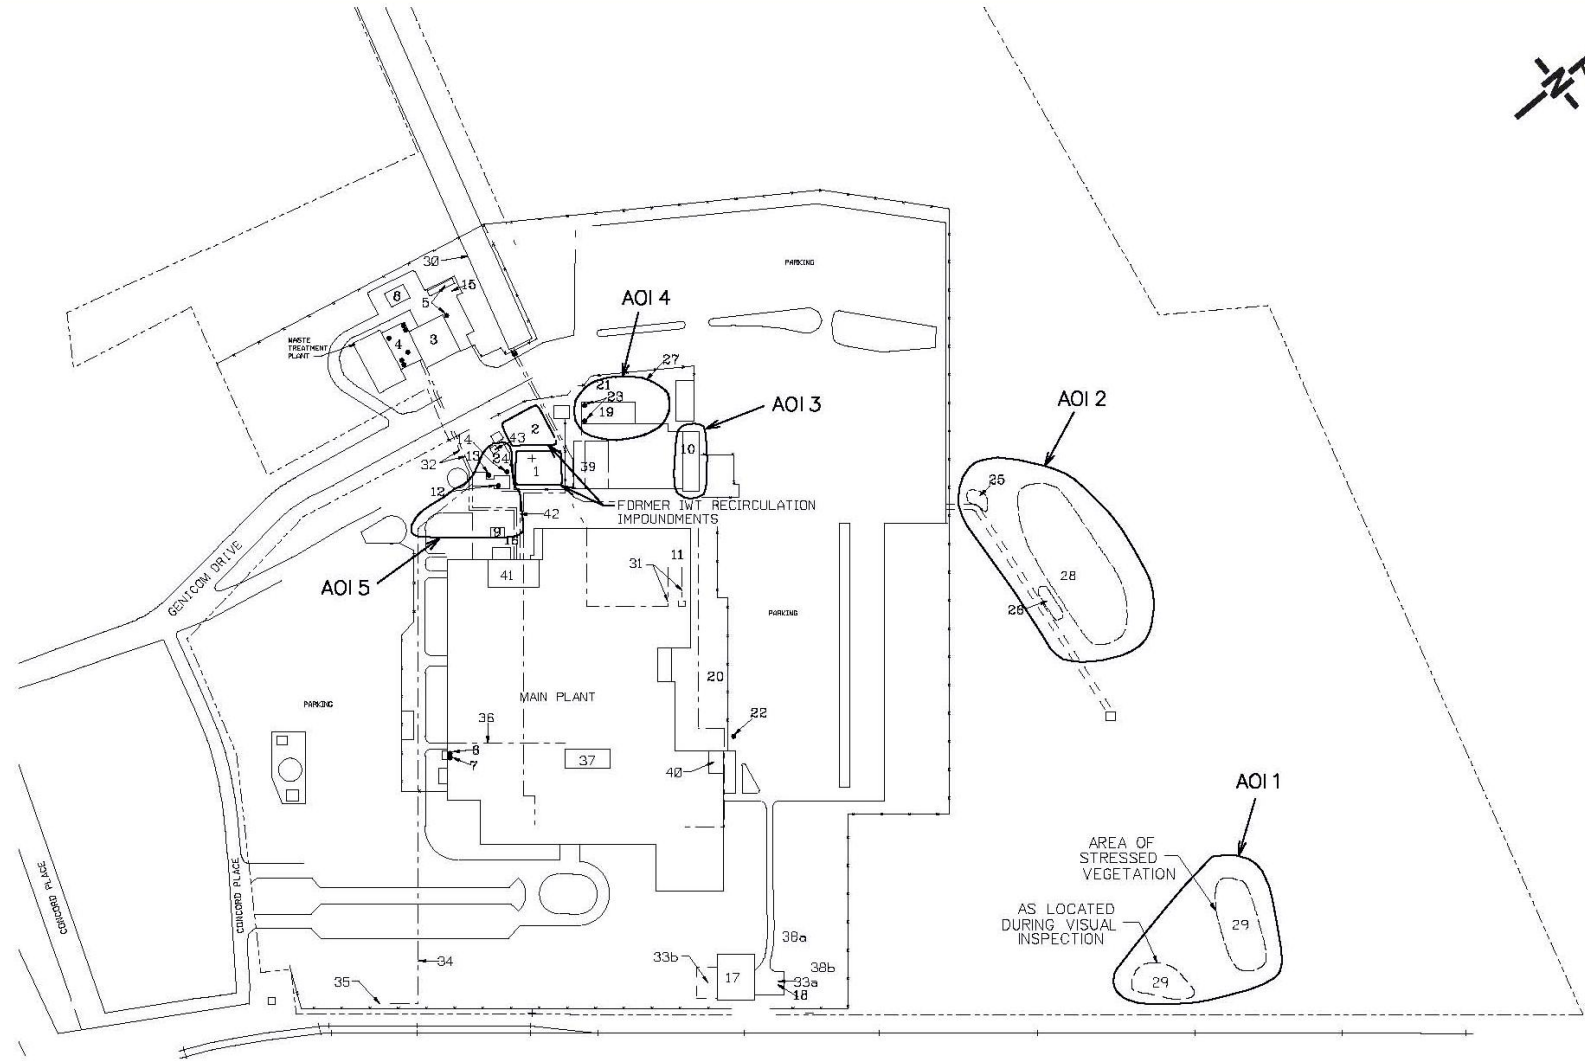 N
PARKING
30
8
15
5
AOI 4
WASTE
TREATMENT
PLANT
4
3
27
21
23
19
AOI 3
AOI 2
2
4
43
13
24
32
1
39
10
12
25
FORMER IWT RECIRCULATION
IMPOUNDMENTS
42
9
16
GENICOM DRIVE
AOI 5
41
31
11
28
26
PARKING
20
MAIN PLANT
PARKING
36
22
6
7
37
40
AOI 1
AREA OF
STRESSED
VEGETATION
CONCORD PLACE
CONCORD PLACE
AS LOCATED
DURING VISUAL
INSPECTION
29
38a
34
33b
38b
17
33a
18
35
29